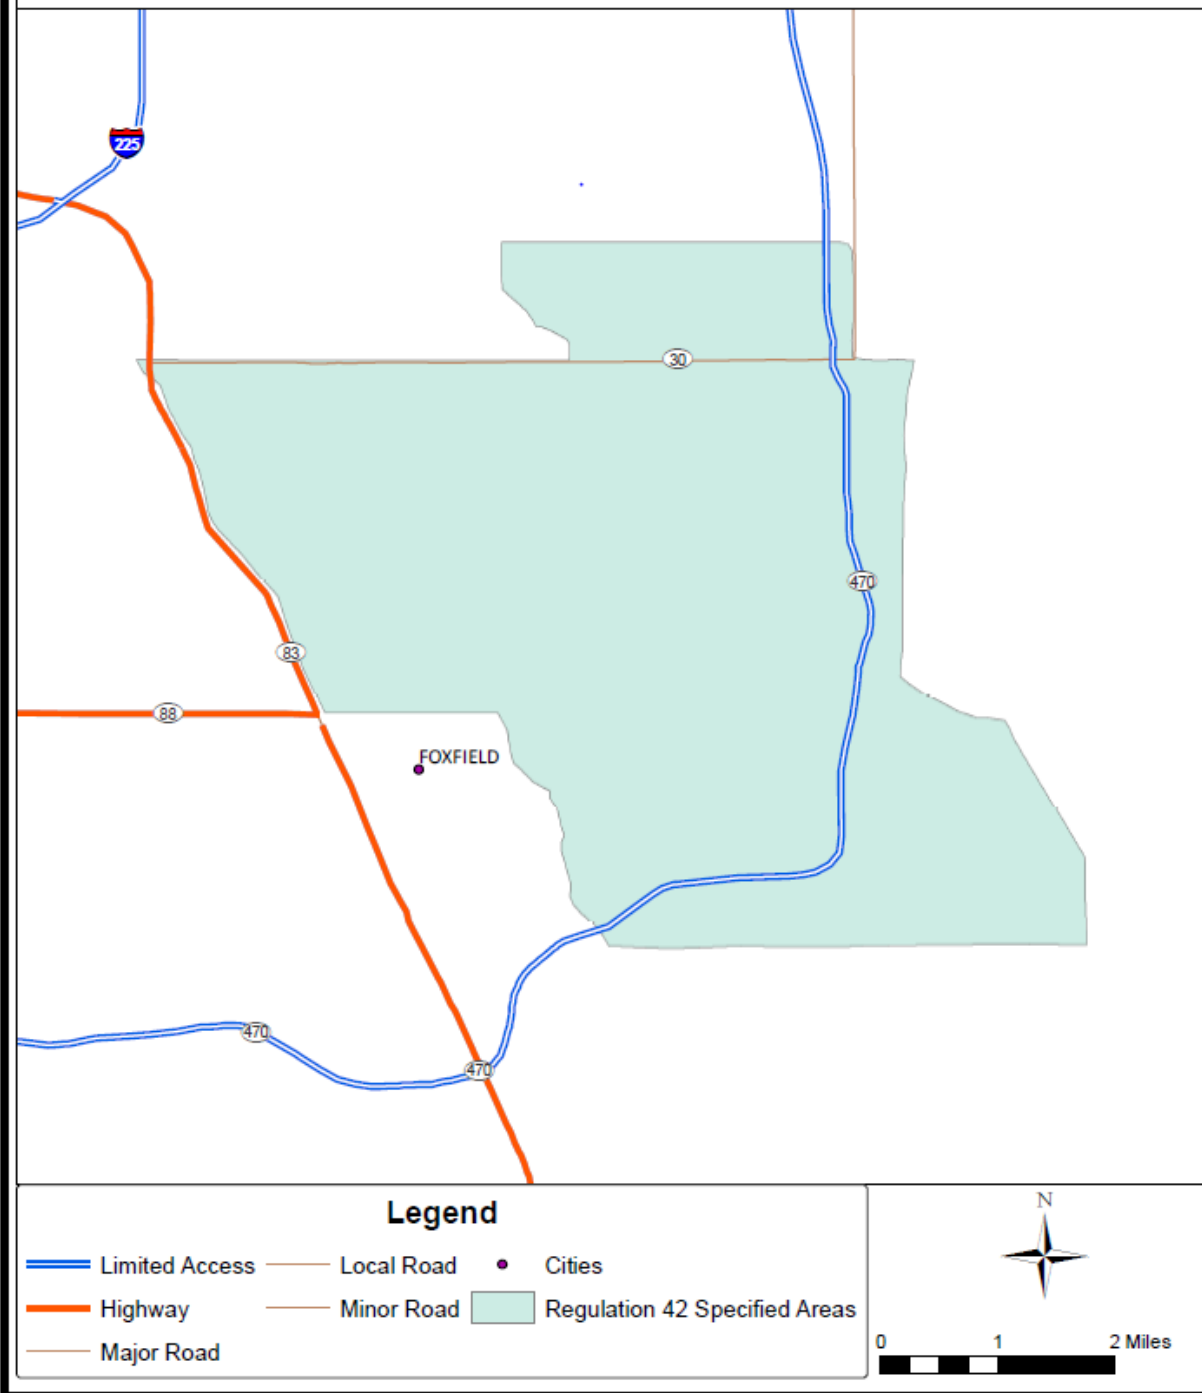 225
30
470
83
88
FOXFIELD
470
470
Legend
Limited Access
Local Road
Cities
Highway
Minor Road
Regulation 42 Specified Areas
Major Road
N
0 1 2 Miles